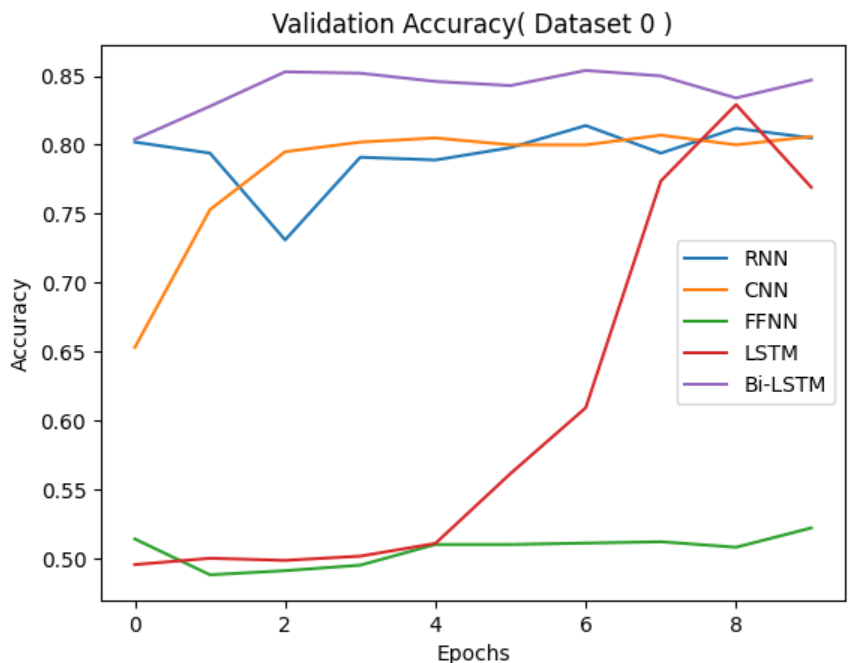 Validation Accuracy( Dataset 0 )
0.85
0.80
0.75
0.70
0.65
0.60
0.55
0.50
Accuracy
RNN
CNN
FFNN
LSTM
Bi-LSTM
0 2 4 6 8
Epochs